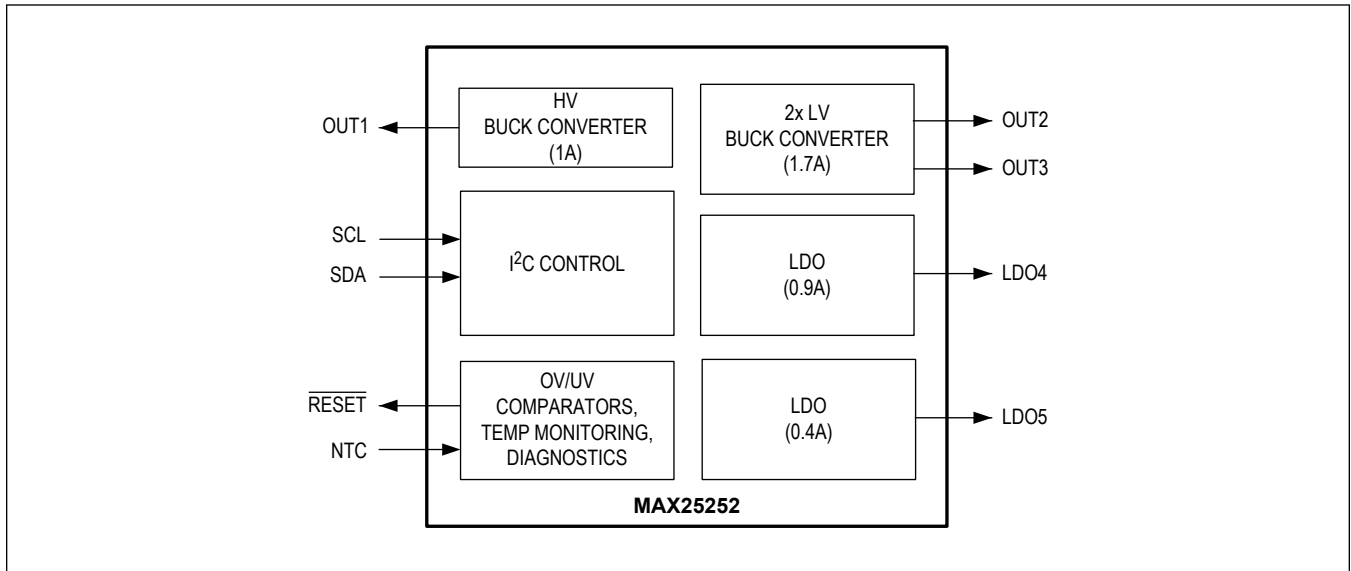 HV
BUCK CONVERTER
(1A)
OUT1
2x LV
BUCK CONVERTER
(1.7A)
OUT2
OUT3
SCL
SDA
I2C CONTROL
LDO
(0.9A)
LDO4
RESET
NTC
OV/UV
COMPARATORS,
TEMP MONITORING,
DIAGNOSTICS
LDO
(0.4A)
LDO5
MAX25252